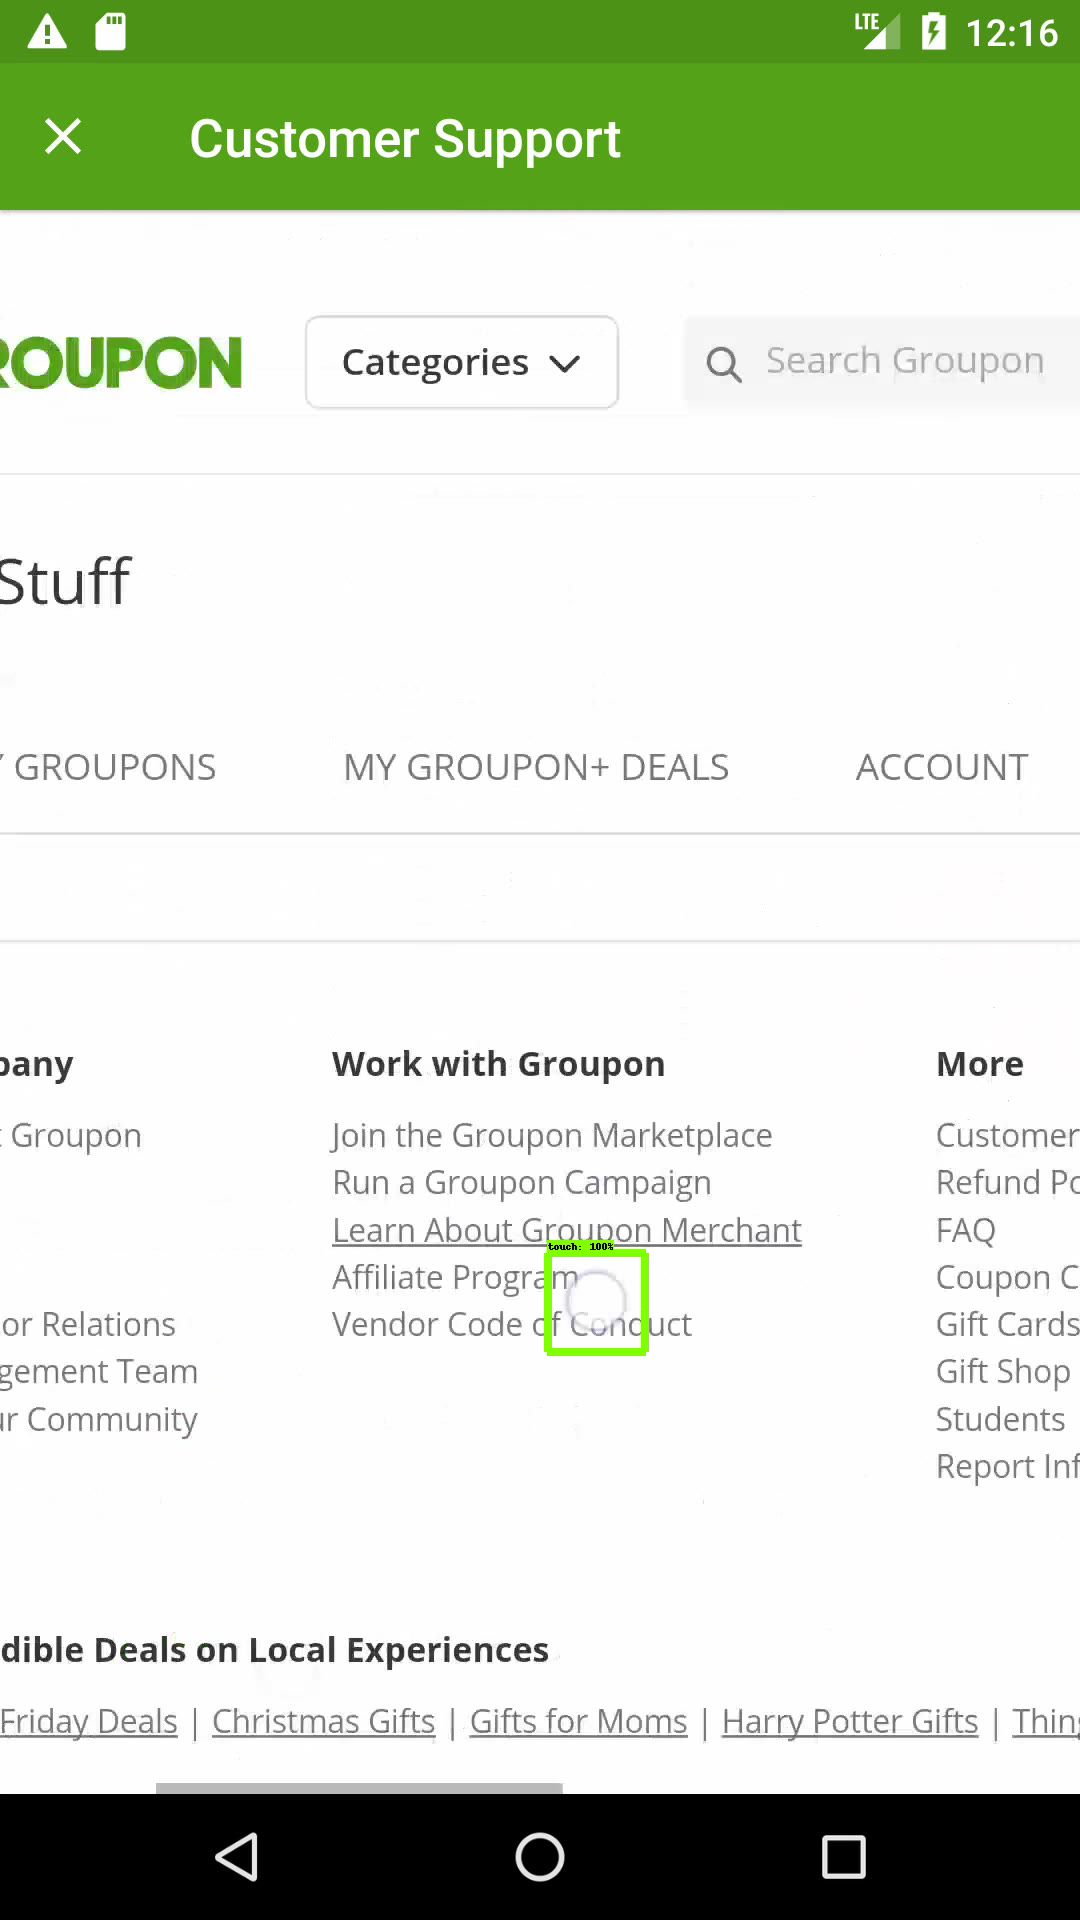 LTE 12:16
Customer Support
ROUPON Categories Search Groupon
Stuff
GROUPONS MY GROUPON+ DEALS ACCOUNT
Work with Groupon
More
Groupon
Join the Groupon Marketplace
Customer
Run a Groupon Campaign
Refund Po
Learn About Groupon Merchant
FAQ
touch: 100%
Affiliate Program
Coupon C
or Relations
Vendor Code of Conduct
Gift Cards
gement Team
Gift Shop
ur Community
Students
Report Inf
dible Deals on Local Experiences
Friday Deals | Christmas Gifts | Gifts for Moms | Harry Potter Gifts | Thing